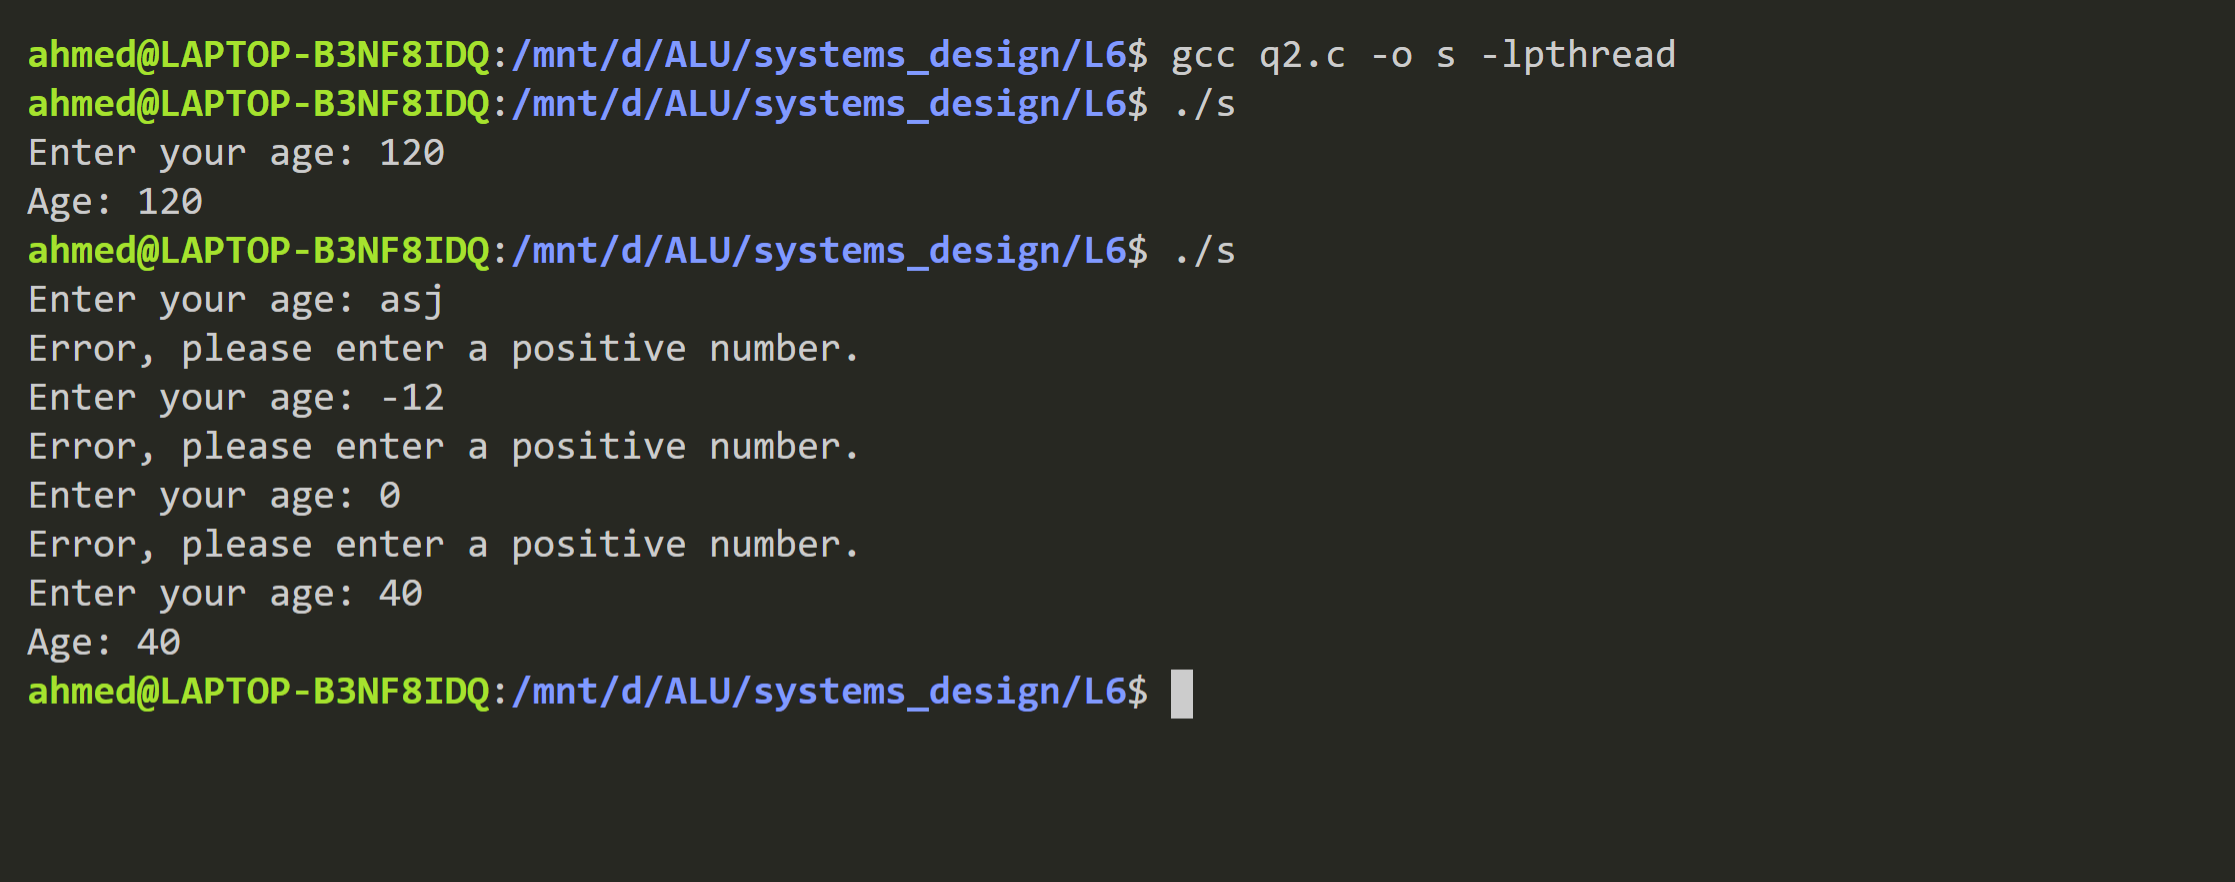 ahmed@LAPTOP-B3NF8IDQ:/mnt/d/ALU/systems_design/L6$ gcc q2.c -o s -lpthread
ahmed@LAPTOP-B3NF8IDQ:/mnt/d/ALU/systems_design/L6$ ./s
Enter your age: 120
Age: 120
ahmed@LAPTOP-B3NF8IDQ:/mnt/d/ALU/systems_design/L6$ ./s
Enter your age: asj
Error, please enter a positive number.
Enter your age: -12
Error, please enter a positive number.
Enter your age: 0
Error, please enter a positive number.
Enter your age: 40
Age: 40
ahmed@LAPTOP-B3NF8IDQ:/mnt/d/ALU/systems_design/L6$